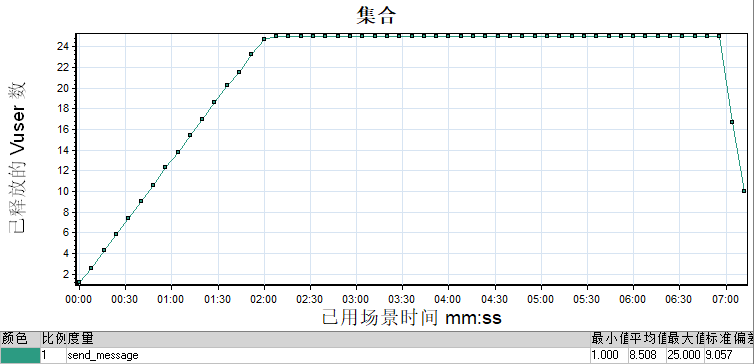 集合
已释放的 Vuser 数
24
22
20
18
16
14
12
10
8
6
4
2
00:00 00:30 01:00 01:30 02:00 02:30 03:00 03:30 04:00 04:30 05:00 05:30 06:00 06:30 07:00
已用场景时间 mm:ss
颜色 比例 度量 最小值 平均值 最大值 标准偏差
1 send_message 1.000 8.508 25.000 9.057